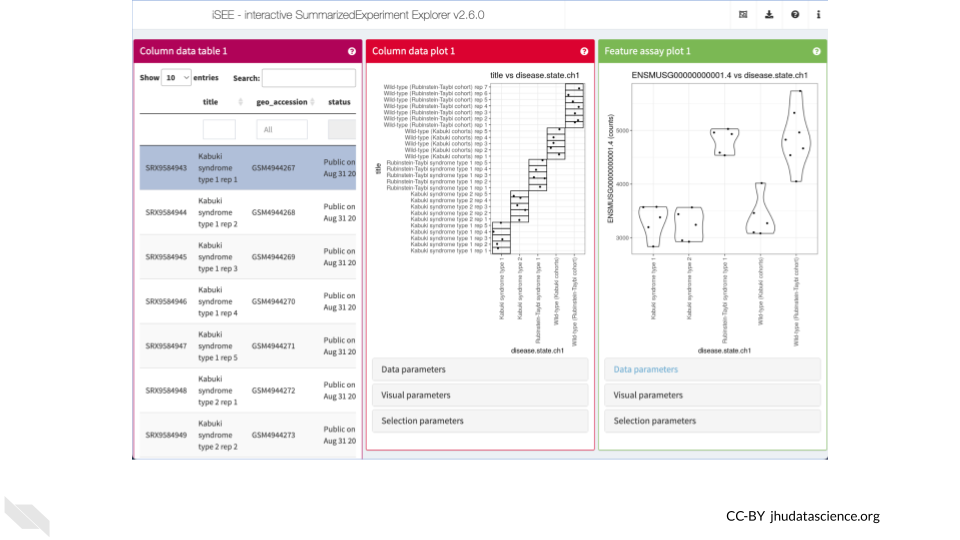 iSEE - interactive SummarizedExperiment Explorer v2.6.0
Column data table 1
Show 10 entries Search:
title geo_accession status
All
SRX9584943 Kabuki syndrome type 1 rep 1 GSM4944267 Public on Aug 31 20
SRX9584944 Kabuki syndrome type 1 rep 2 GSM4944268 Public on Aug 31 20
SRX9584945 Kabuki syndrome type 1 rep 3 GSM4944269 Public on Aug 31 20
SRX9584946 Kabuki syndrome type 1 rep 4 GSM4944270 Public on Aug 31 20
SRX9584947 Kabuki syndrome type 1 rep 5 GSM4944271 Public on Aug 31 20
SRX9584948 Kabuki syndrome type 2 rep 1 GSM4944272 Public on Aug 31 20
SRX9584949 Kabuki syndrome type 2 rep 2 GSM4944273 Public on Aug 31 20
Column data plot 1
title vs disease.state.ch1
title
Wild-type (Rubinstein-Taybi cohort) rep 7
Wild-type (Rubinstein-Taybi cohort) rep 6
Wild-type (Rubinstein-Taybi cohort) rep 5
Wild-type (Rubinstein-Taybi cohort) rep 4
Wild-type (Rubinstein-Taybi cohort) rep 3
Wild-type (Rubinstein-Taybi cohort) rep 2
Wild-type (Rubinstein-Taybi cohort) rep 1
Wild-type (Kabuki cohorts) rep 5
Wild-type (Kabuki cohorts) rep 4
Wild-type (Kabuki cohorts) rep 3
Wild-type (Kabuki cohorts) rep 2
Wild-type (Kabuki cohorts) rep 1
Rubinstein-Taybi syndrome type 1 rep 5
Rubinstein-Taybi syndrome type 1 rep 4
Rubinstein-Taybi syndrome type 1 rep 3
Rubinstein-Taybi syndrome type 1 rep 2
Rubinstein-Taybi syndrome type 1 rep 1
Kabuki syndrome type 2 rep 5
Kabuki syndrome type 2 rep 4
Kabuki syndrome type 2 rep 3
Kabuki syndrome type 2 rep 2
Kabuki syndrome type 2 rep 1
Kabuki syndrome type 1 rep 5
Kabuki syndrome type 1 rep 4
Kabuki syndrome type 1 rep 3
Kabuki syndrome type 1 rep 2
Kabuki syndrome type 1 rep 1
Kabuki syndrome type 1
Kabuki syndrome type 2
Rubinstein-Taybi syndrome type 1
Wild-type (Kabuki cohorts)
Wild-type (Rubinstein-Taybi cohort)
disease.state.ch1
Data parameters
Visual parameters
Selection parameters
Feature assay plot 1
ENSMUSG00000000001.4 vs disease.state.ch1
ENSMUSG00000000001.4 (counts)
5000
4000
3000
Kabuki syndrome type 1
Kabuki syndrome type 2
Rubinstein-Taybi syndrome type 1
Wild-type (Kabuki cohorts)
Wild-type (Rubinstein-Taybi cohort)
disease.state.ch1
Data parameters
Visual parameters
Selection parameters
CC-BY jhudatascience.org